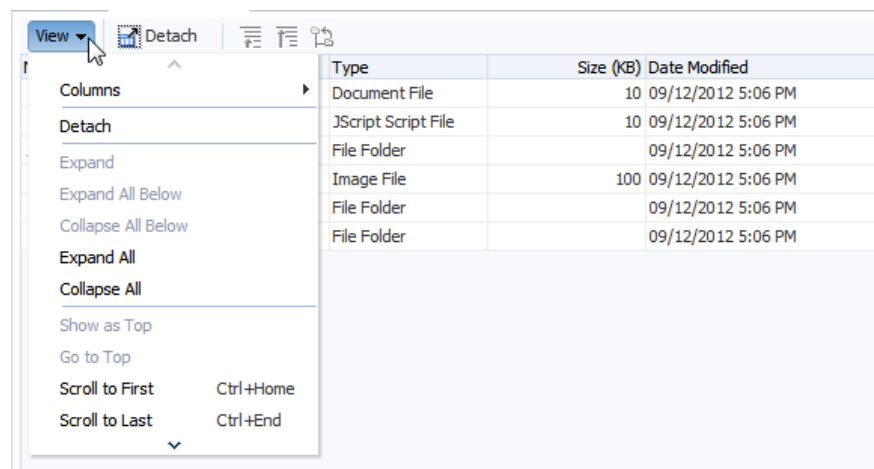 View Detach
Type Size (KB) Date Modified
Columns
Document File 10 09/12/2012 5:06 PM
Detach
JScript Script File 10 09/12/2012 5:06 PM
Expand
File Folder 09/12/2012 5:06 PM
Expand All Below
Image File 100 09/12/2012 5:06 PM
Collapse All Below
File Folder 09/12/2012 5:06 PM
Expand All
File Folder 09/12/2012 5:06 PM
Collapse All
Show as Top
Go to Top
Scroll to First Ctrl+Home
Scroll to Last Ctrl+End